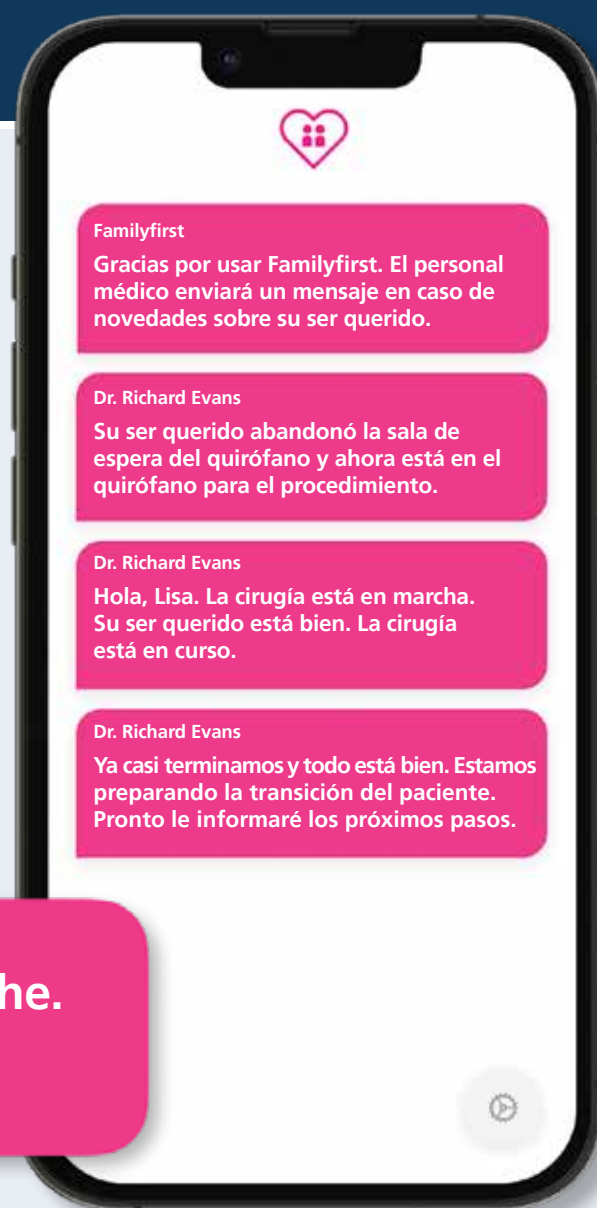 Familyfirst
Gracias por usar Familyfirst. El personal
médico enviará un mensaje en caso de
novedades sobre su ser querido.
Dr. Richard Evans
Su ser querido abandonó la sala de
espera del quirófano y ahora está en el
quirófano para el procedimiento.
Dr. Richard Evans
Hola, Lisa. La cirugía está en marcha.
Su ser querido está bien. La cirugía
está en curso.
Dr. Richard Evans
Ya casi terminamos y todo está bien. Estamos
preparando la transición del paciente.
Pronto le informaré los próximos pasos.
he.